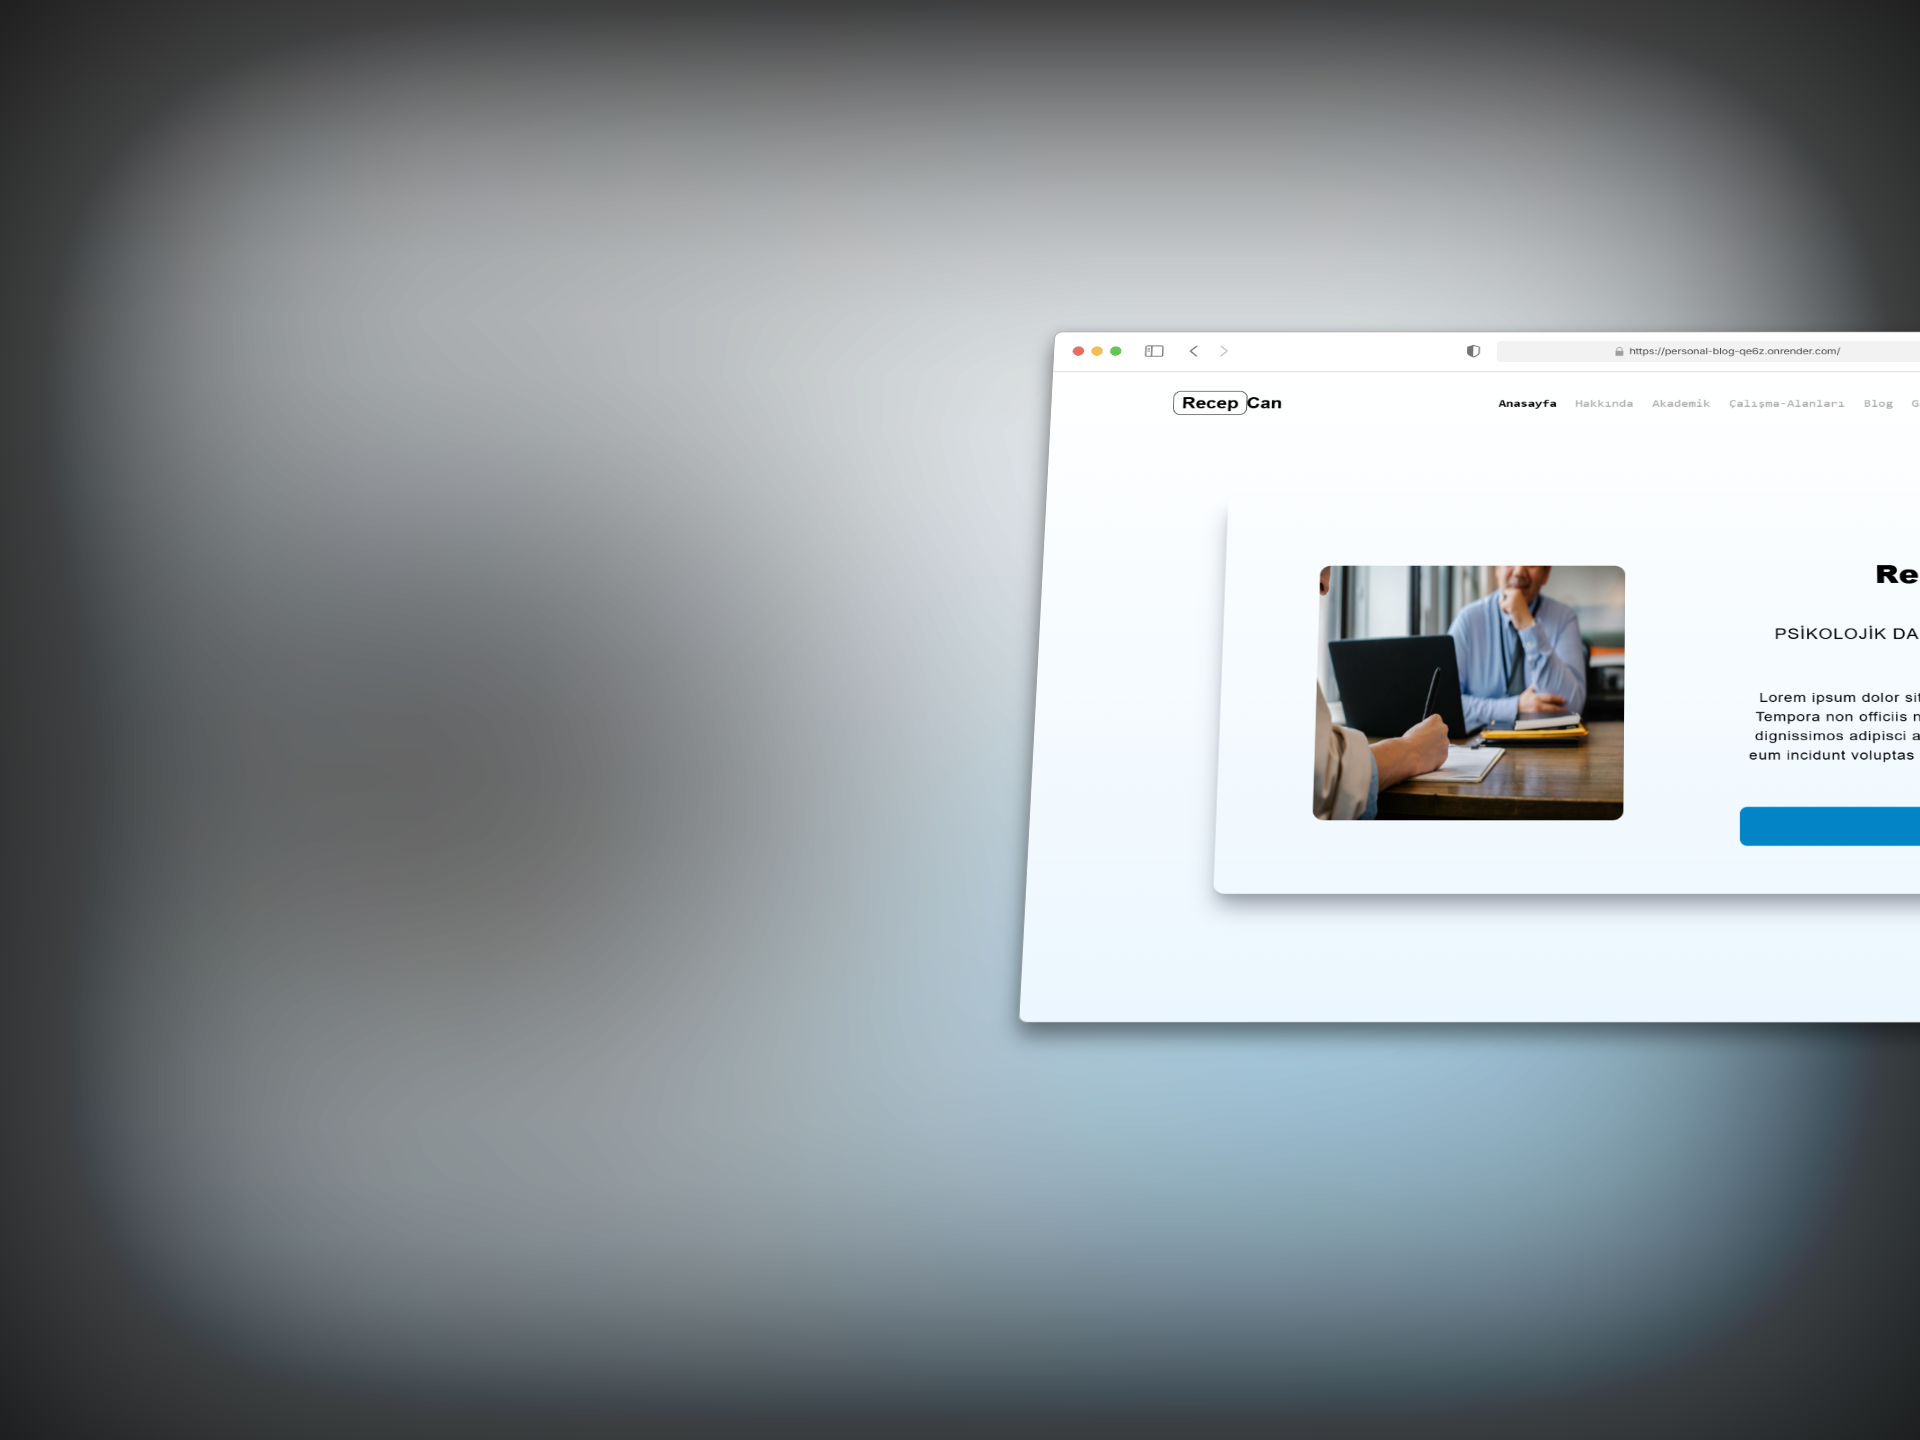 https://personal-blog-qe6z.onrender.com/
Recep Can
Anasayfa Hakkında Akademik Çalışma-Alanları Blog G
Re
PSİKOLOJİK DA
Lorem ipsum dolor sit
Tempora non officiis n
dignissimos adipisci a
eum incidunt voluptas